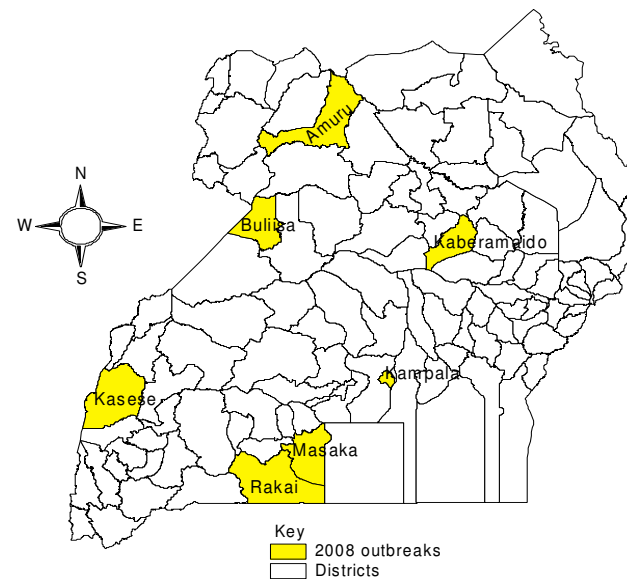 Amuru
N
W E
S
Buliisa
Kaberamaido
Kampala
Kasese
Masaka
Rakai
Key
2008 outbreaks
Districts